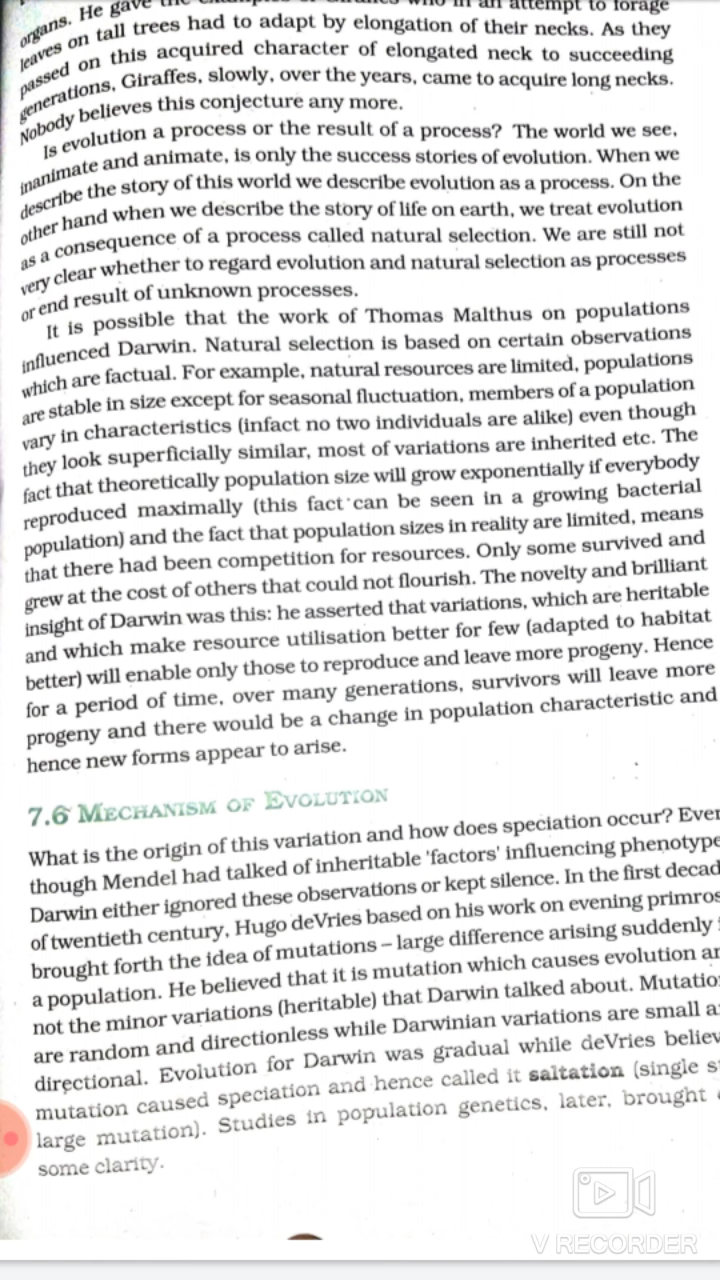 organs. He gave an attempt to forage
leaves on tall trees had to adapt by elongation of their necks. As they
passed on this acquired character of elongated neck to succeeding
generations, Giraffes, slowly, over the years, came to acquire long necks.
Nobody believes this conjecture any more.
Is evolution a process or the result of a process? The world we see,
inanimate and animate, is only the success stories of evolution. When we
describe the story of this world we describe evolution as a process. On the
other hand when we describe the story of life on earth, we treat evolution
as a consequence of a process called natural selection. We are still not
very clear whether to regard evolution and natural selection as processes
or end result of unknown processes.
It is possible that the work of Thomas Malthus on populations
influenced Darwin. Natural selection is based on certain observations
which are factual. For example, natural resources are limited, populations
are stable in size except for seasonal fluctuation, members of a population
vary in characteristics (infact no two individuals are alike) even though
they look superficially similar, most of variations are inherited etc. The
fact that theoretically population size will grow exponentially if everybody
reproduced maximally (this fact can be seen in a growing bacterial
population) and the fact that population sizes in reality are limited, means
that there had been competition for resources. Only some survived and
grew at the cost of others that could not flourish. The novelty and brilliant
insight of Darwin was this: he asserted that variations, which are heritable
and which make resource utilisation better for few (adapted to habitat
better) will enable only those to reproduce and leave more progeny. Hence
for a period of time, over many generations, survivors will leave more
progeny and there would be a change in population characteristic and
hence new forms appear to arise.
7.6 MECHANISM OF EVOLUTION
What is the origin of this variation and how does speciation occur? Even
though Mendel had talked of inheritable 'factors' influencing phenotype
Darwin either ignored these observations or kept silence. In the first decad
of twentieth century, Hugo deVries based on his work on evening primros
brought forth the idea of mutations – large difference arising suddenly
a population. He believed that it is mutation which causes evolution an
not the minor variations (heritable) that Darwin talked about. Mutatio
are random and directionless while Darwinian variations are small a
directional. Evolution for Darwin was gradual while deVries believ
mutation caused speciation and hence called it saltation (single s
large mutation). Studies in population genetics, later, brought
some clarity.
V RECORDER